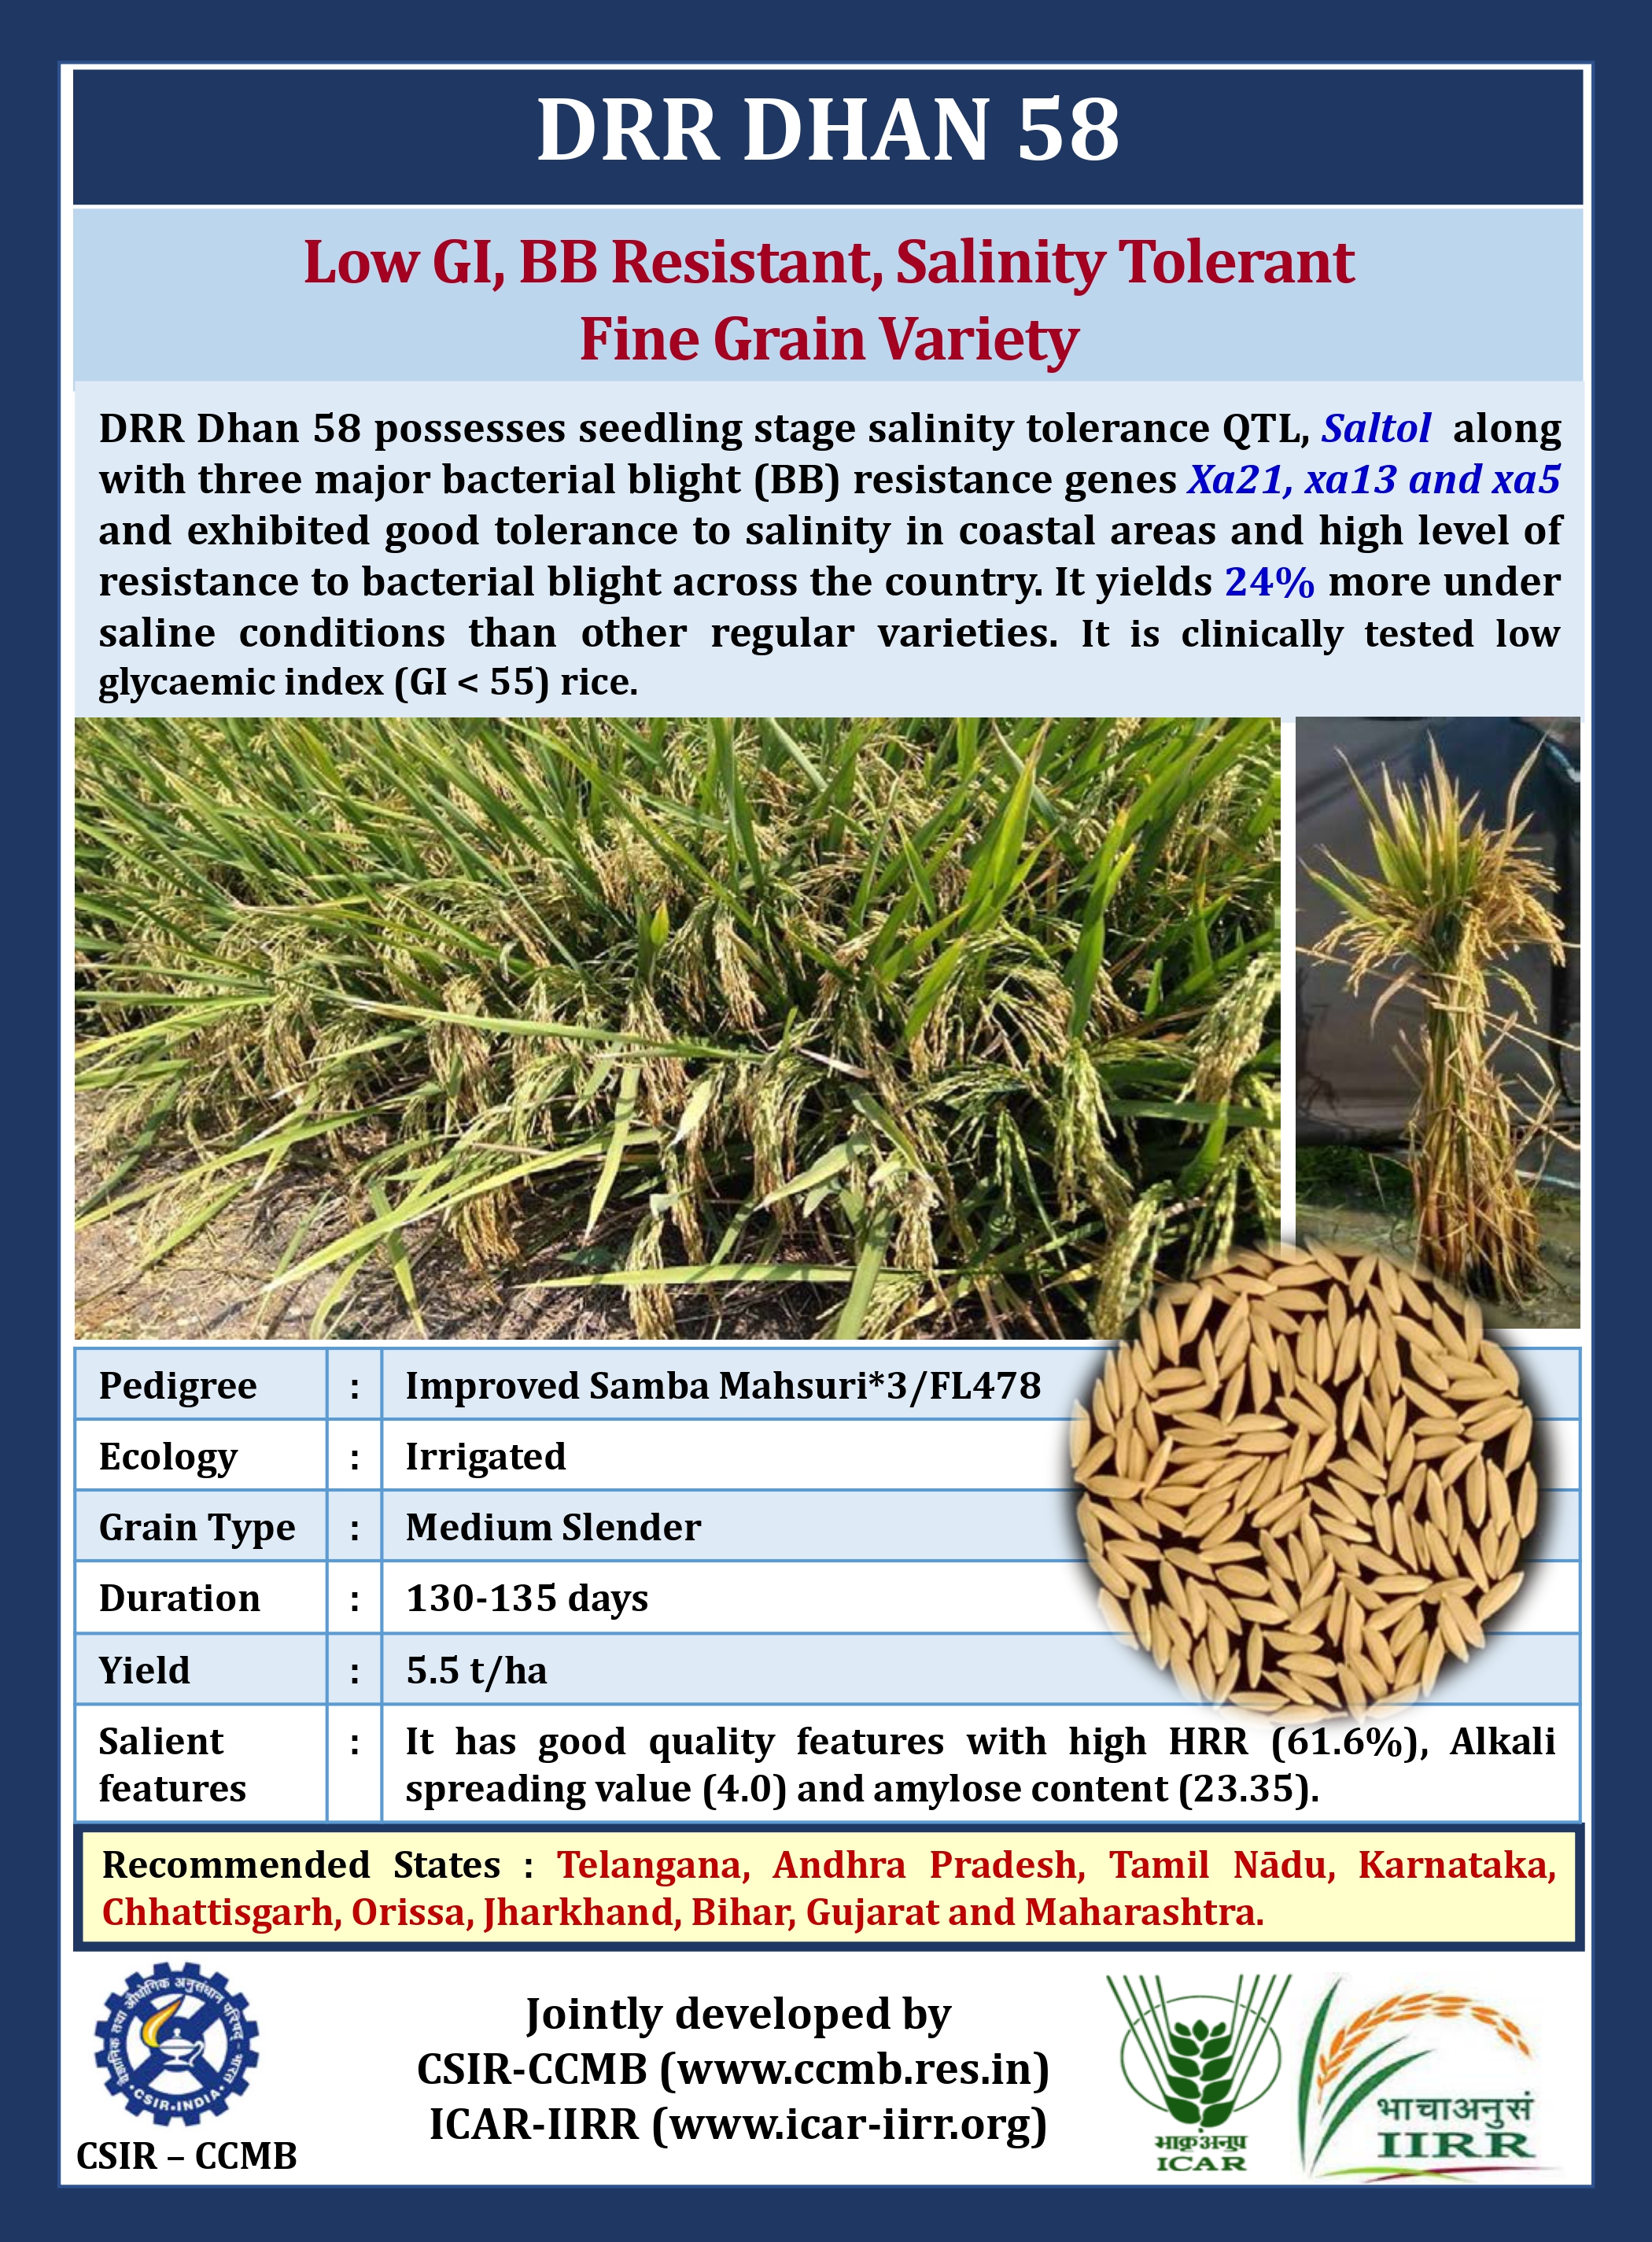 DRR DHAN 58
Low GI, BB Resistant, Salinity Tolerant
Fine Grain Variety
DRR Dhan 58 possesses seedling stage salinity tolerance QTL, Saltol along
with three major bacterial blight (BB) resistance genes Xa21, xa13 and xa5
and exhibited good tolerance to salinity in coastal areas and high level of
resistance to bacterial blight across the country. It yields 24% more under
saline conditions than other regular varieties. It is clinically tested low
glycaemic index (GI < 55) rice.
Pedigree : Improved Samba Mahsuri*3/FL478
Ecology : Irrigated
Grain Type : Medium Slender
Duration : 130-135 days
Yield : 5.5 t/ha
Salient : It has good quality features with high HRR (61.6%), Alkali
features spreading value (4.0) and amylose content (23.35).
Recommended States : Telangana, Andhra Pradesh, Tamil Nādu, Karnataka,
Chhattisgarh, Orissa, Jharkhand, Bihar, Gujarat and Maharashtra.
वैज्ञानिक तथा औद्योगिक अनुसंधान परिषद - भारत
CSIR-INDIA
CSIR – CCMB
Jointly developed by
CSIR-CCMB (www.ccmb.res.in)
ICAR-IIRR (www.icar-iirr.org)
भाकृअनुप
ICAR
भाचाअनुसं
IIRR